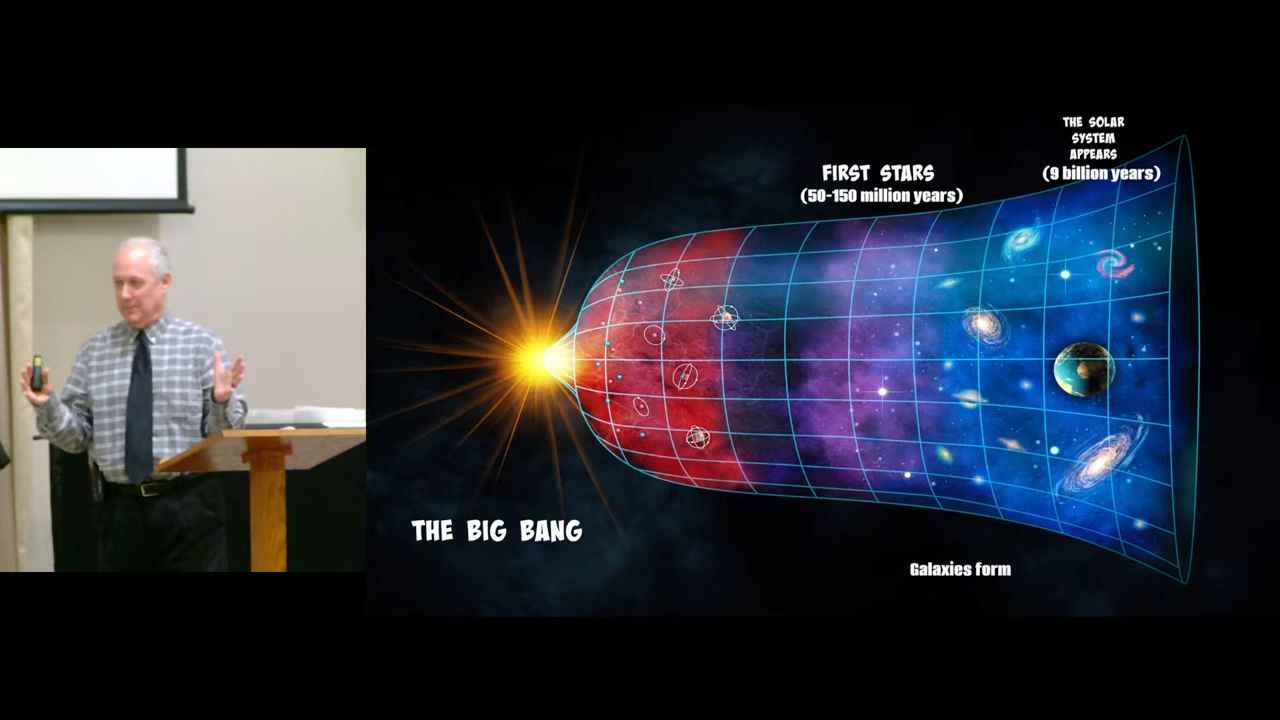 THE SOLAR
SYSTEM
APPEARS
(9 billion years)
FIRST STARS
(50-150 million years)
THE BIG BANG
Galaxies form